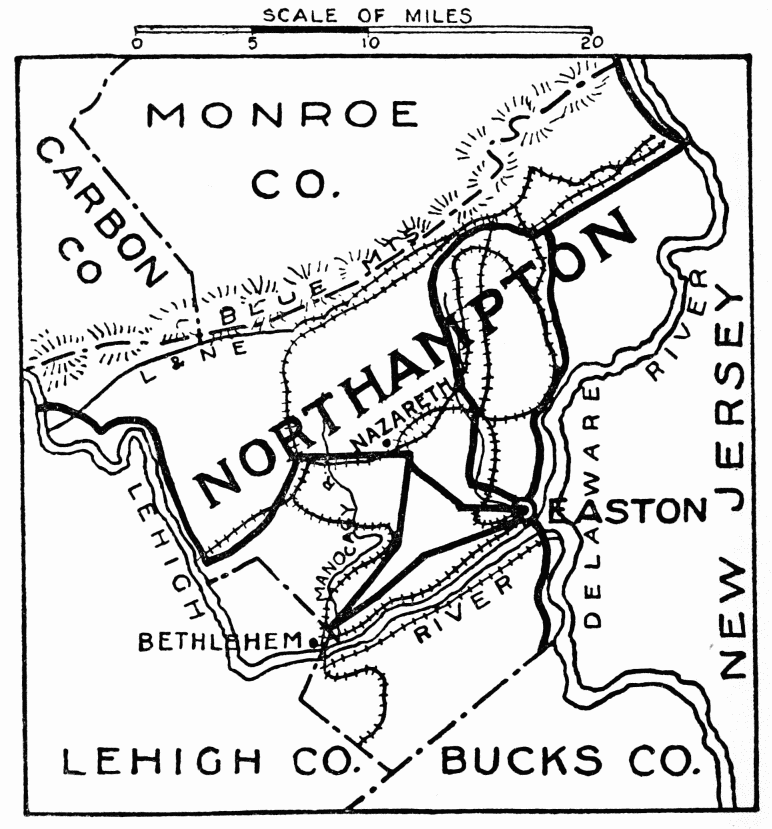 SCALE OF MILES
0 5 10 20
MONROE
CO.
CARBON
CO
BLUE MTS
L & NE
NORTHAMPTON
NAZARETH
RIVER
NEW JERSEY
LEHIGH
R
MANOCACY
EASTON
DELAWARE
BETHLEHEM
RIVER
LEHIGH CO.
BUCKS CO.